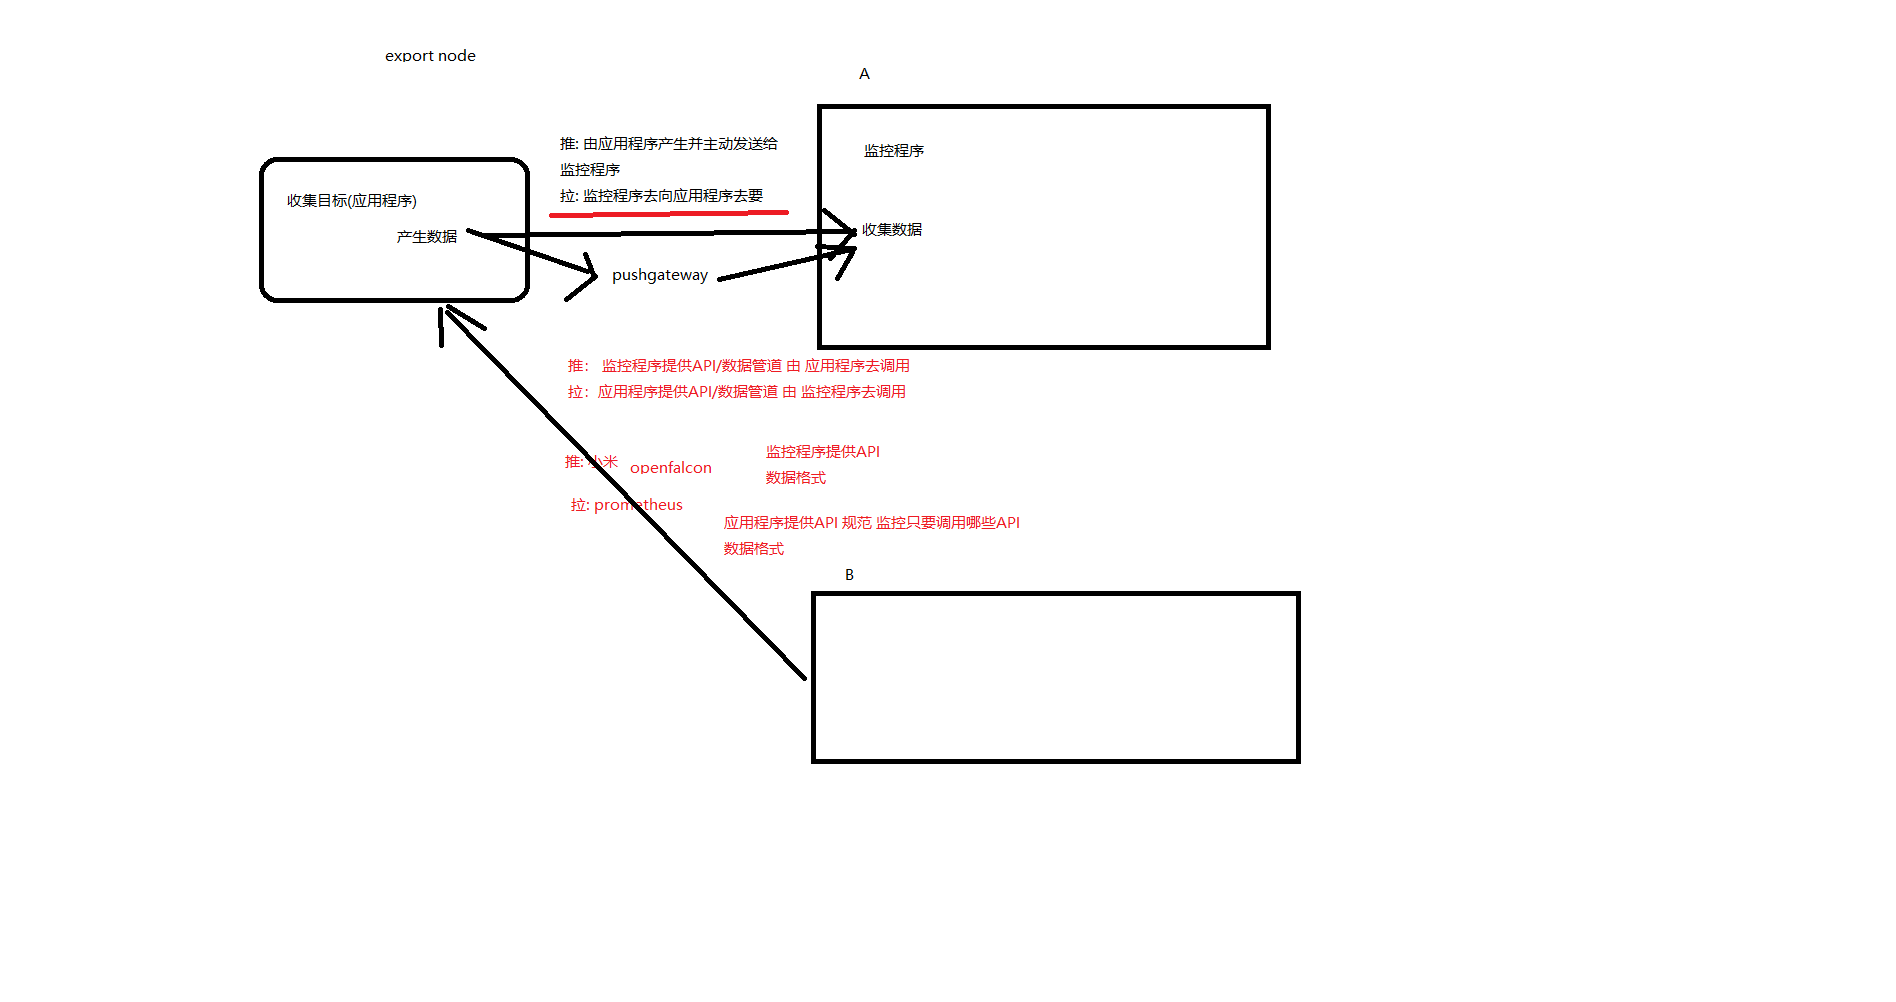 export node
A
推: 由应用程序产生并主动发送给
监控程序
拉: 监控程序去向应用程序去要
监控程序
收集目标(应用程序)
产生数据
收集数据
pushgateway
推： 监控程序提供API/数据管道 由 应用程序去调用
拉：应用程序提供API/数据管道 由 监控程序去调用
推: 小米
openfalcon
监控程序提供API
数据格式
拉: prometheus
应用程序提供API 规范 监控只要调用哪些API
数据格式
B